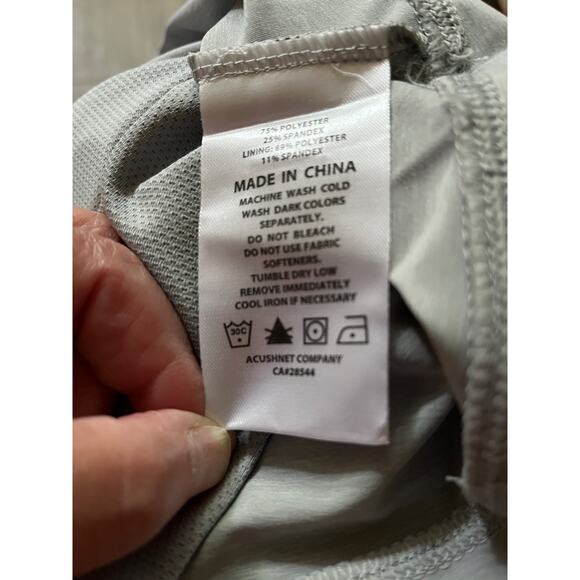 75% POLYESTER
25% SPANDEX
LINING: 89% POLYESTER
11% SPANDEX
MADE IN CHINA
MACHINE WASH COLD
WASH DARK COLORS
SEPARATELY.
DO NOT BLEACH
DO NOT USE FABRIC
SOFTENERS.
TUMBLE DRY LOW
REMOVE IMMEDIATELY
COOL IRON IF NECESSARY
30C
ACUSHNET COMPANY
CA#28544